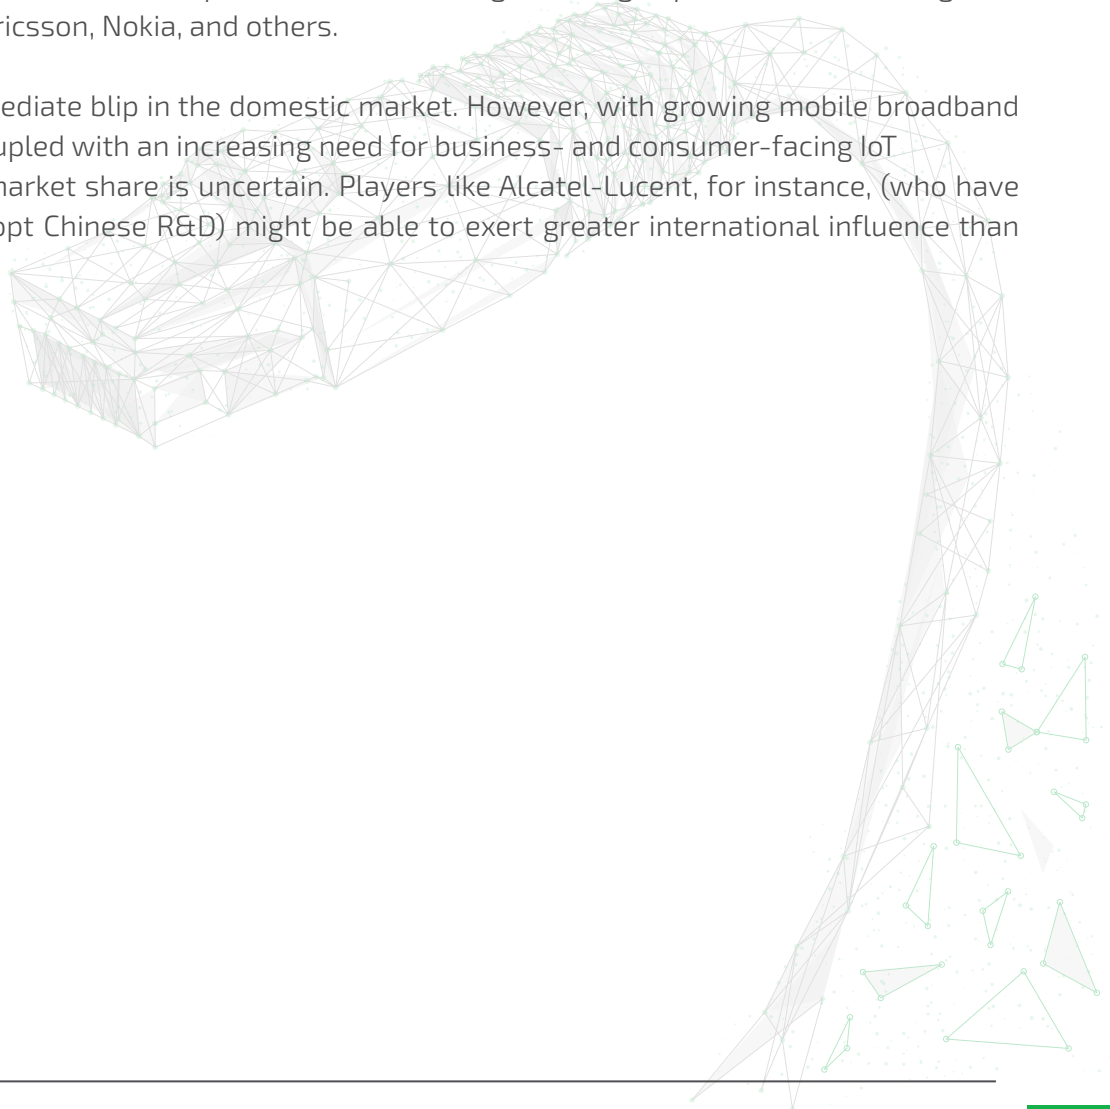 ricsson, Nokia, and others.
ediate blip in the domestic market. However, with growing mobile broadband
upled with an increasing need for business- and consumer-facing IoT
market share is uncertain. Players like Alcatel-Lucent, for instance, (who have
opt Chinese R&D) might be able to exert greater international influence than